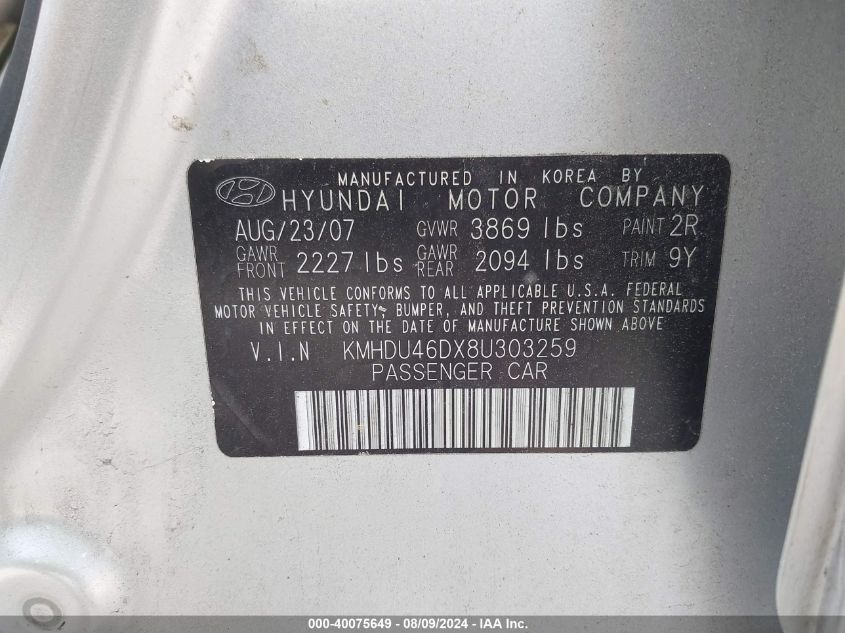 MANUFACTURED IN KOREA BY
HYUNDAI MOTOR COMPANY
AUG/23/07 GVWR 3869 lbs PAINT 2R
GAWR FRONT 2227 lbs GAWR REAR 2094 lbs TRIM 9Y
THIS VEHICLE CONFORMS TO ALL APPLICABLE U.S.A. FEDERAL
MOTOR VEHICLE SAFETY, BUMPER, AND THEFT PREVENTION STANDARDS
IN EFFECT ON THE DATE OF MANUFACTURE SHOWN ABOVE
V.I.N KMHDU46DX8U303259
PASSENGER CAR
000-40075649 - 08/09/2024 - IAA Inc.